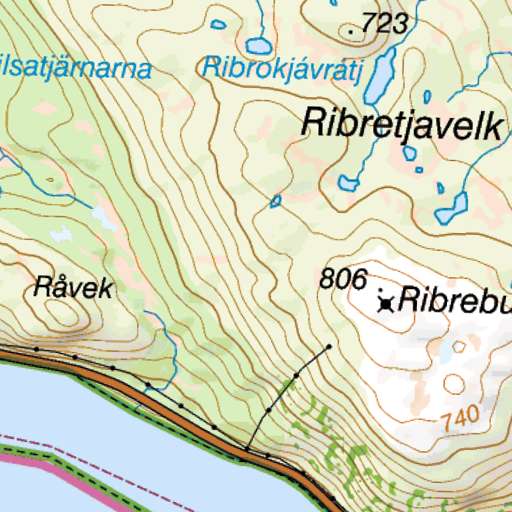 723
ilsatjärnarna
Ribrokjávrátj
Ribretjavelk
Råvek
806
Ribrebu
740